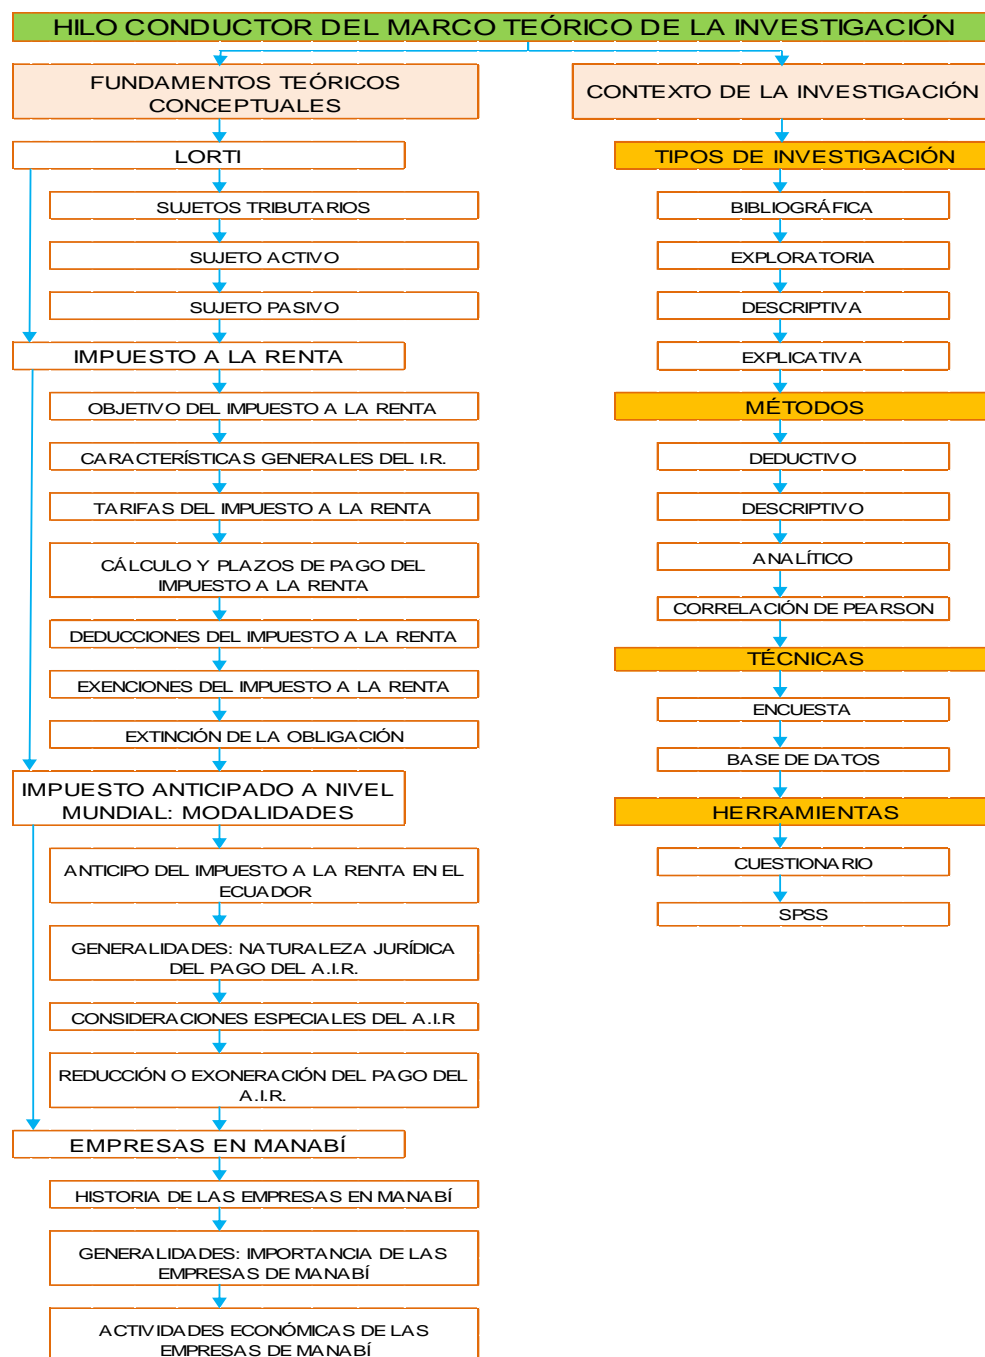 HILO CONDUCTOR DEL MARCO TEÓRICO DE LA INVESTIGACIÓN
FUNDAMENTOS TEÓRICOS
CONCEPTUALES
LORTI
SUJETOS TRIBUTARIOS
SUJETO ACTIVO
SUJETO PASIVO
IMPUESTO A LA RENTA
OBJETIVO DEL IMPUESTO A LA RENTA
CARACTERÍSTICAS GENERALES DEL I.R.
TARIFAS DEL IMPUESTO A LA RENTA
CÁLCULO Y PLAZOS DE PAGO DEL
IMPUESTO A LA RENTA
DEDUCCIONES DEL IMPUESTO A LA RENTA
EXENCIONES DEL IMPUESTO A LA RENTA
EXTINCIÓN DE LA OBLIGACIÓN
IMPUESTO ANTICIPADO A NIVEL
MUNDIAL: MODALIDADES
ANTICIPO DEL IMPUESTO A LA RENTA EN EL
ECUADOR
GENERALIDADES: NATURALEZA JURÍDICA
DEL PAGO DEL A.I.R.
CONSIDERACIONES ESPECIALES DEL A.I.R
REDUCCIÓN O EXONERACIÓN DEL PAGO DEL
A.I.R.
EMPRESAS EN MANABÍ
HISTORIA DE LAS EMPRESAS EN MANABÍ
GENERALIDADES: IMPORTANCIA DE LAS
EMPRESAS DE MANABÍ
ACTIVIDADES ECONÓMICAS DE LAS
EMPRESAS DE MANABÍ
CONTEXTO DE LA INVESTIGACIÓN
TIPOS DE INVESTIGACIÓN
BIBLIOGRÁFICA
EXPLORATORIA
DESCRIPTIVA
EXPLICATIVA
MÉTODOS
DEDUCTIVO
DESCRIPTIVO
ANALÍTICO
CORRELACIÓN DE PEARSON
TÉCNICAS
ENCUESTA
BASE DE DATOS
HERRAMIENTAS
CUESTIONARIO
SPSS